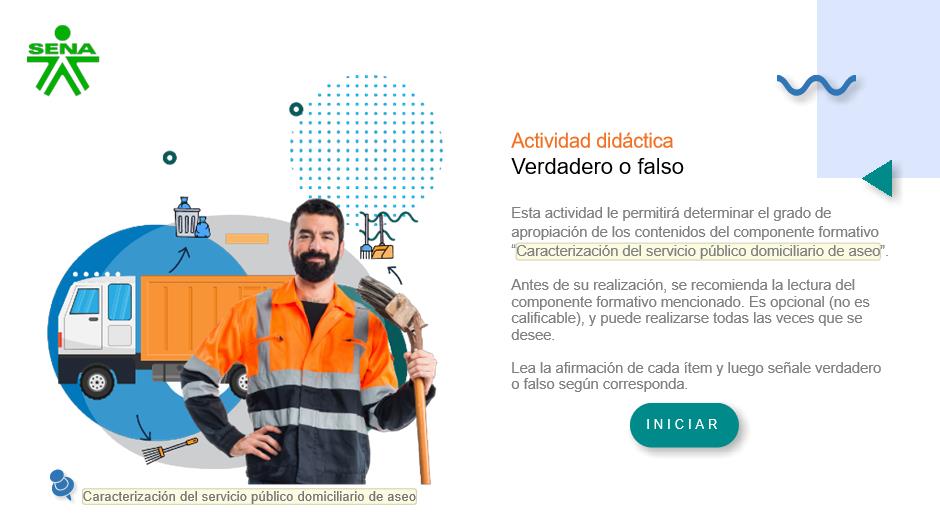 SENA
Actividad didáctica
Verdadero o falso
Esta actividad le permitirá determinar el grado de
apropiación de los contenidos del componente formativo
“Caracterización del servicio público domiciliario de aseo”.
Antes de su realización, se recomienda la lectura del
componente formativo mencionado. Es opcional (no es
calificable), y puede realizarse todas las veces que se
desee.
Lea la afirmación de cada ítem y luego señale verdadero
o falso según corresponda.
INICIAR
Caracterización del servicio público domiciliario de aseo